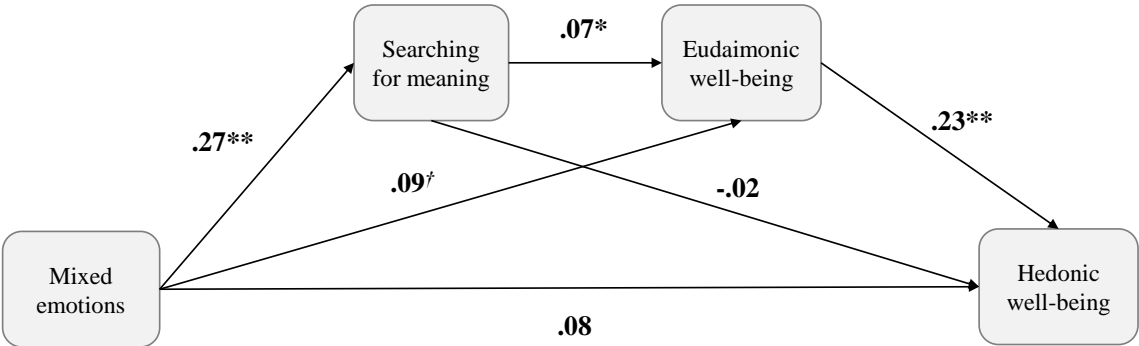 Searching
for meaning
.07*
Eudaimonic
well-being
.27**
.23**
.09†
-.02
Mixed
emotions
Hedonic
well-being
.08